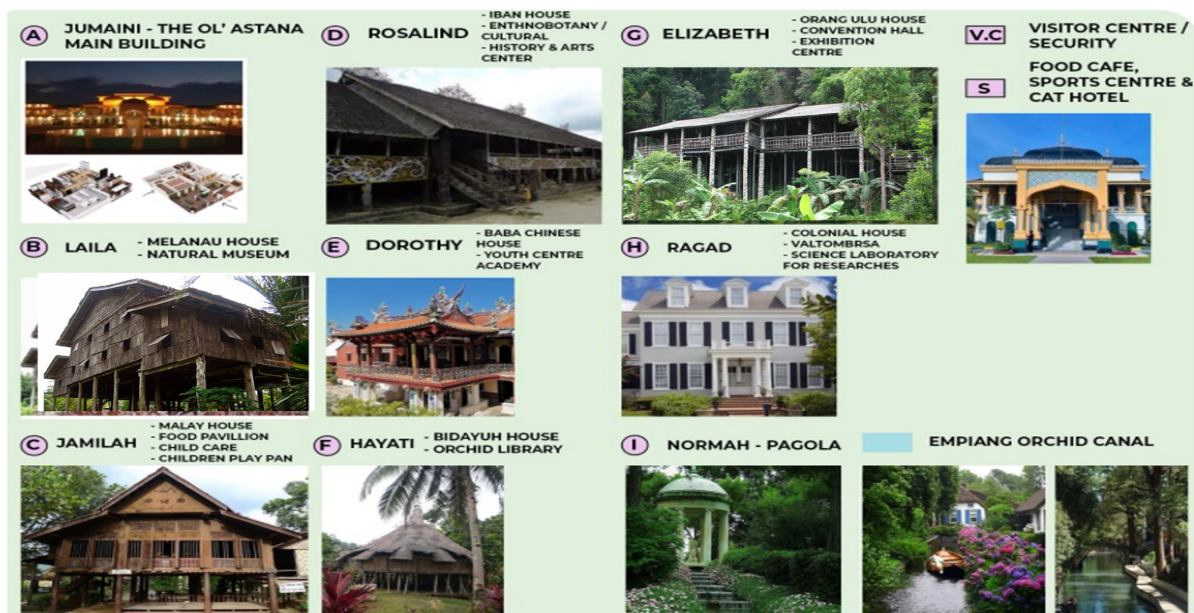 A JUMAINI - THE OL' ASTANA
MAIN BUILDING
D ROSALIND
- IBAN HOUSE
- ENTHNOBOTANY /
CULTURAL
- HISTORY & ARTS
CENTER
G ELIZABETH
- ORANG ULU HOUSE
- CONVENTION HALL
- EXHIBITION
CENTRE
V.C VISITOR CENTRE /
SECURITY
S FOOD CAFE,
SPORTS CENTRE &
CAT HOTEL
B LAILA
- MELANAU HOUSE
- NATURAL MUSEUM
E DOROTHY
- BABA CHINESE
HOUSE
- YOUTH CENTRE
ACADEMY
H RAGAD
- COLONIAL HOUSE
- VALTOMBRSA
- SCIENCE LABORATORY
FOR RESEARCHES
C JAMILAH
- MALAY HOUSE
- FOOD PAVILLION
- CHILD CARE
- CHILDREN PLAY PAN
F HAYATI
- BIDAYUH HOUSE
- ORCHID LIBRARY
I NORMAH - PAGOLA
EMPIANG ORCHID CANAL